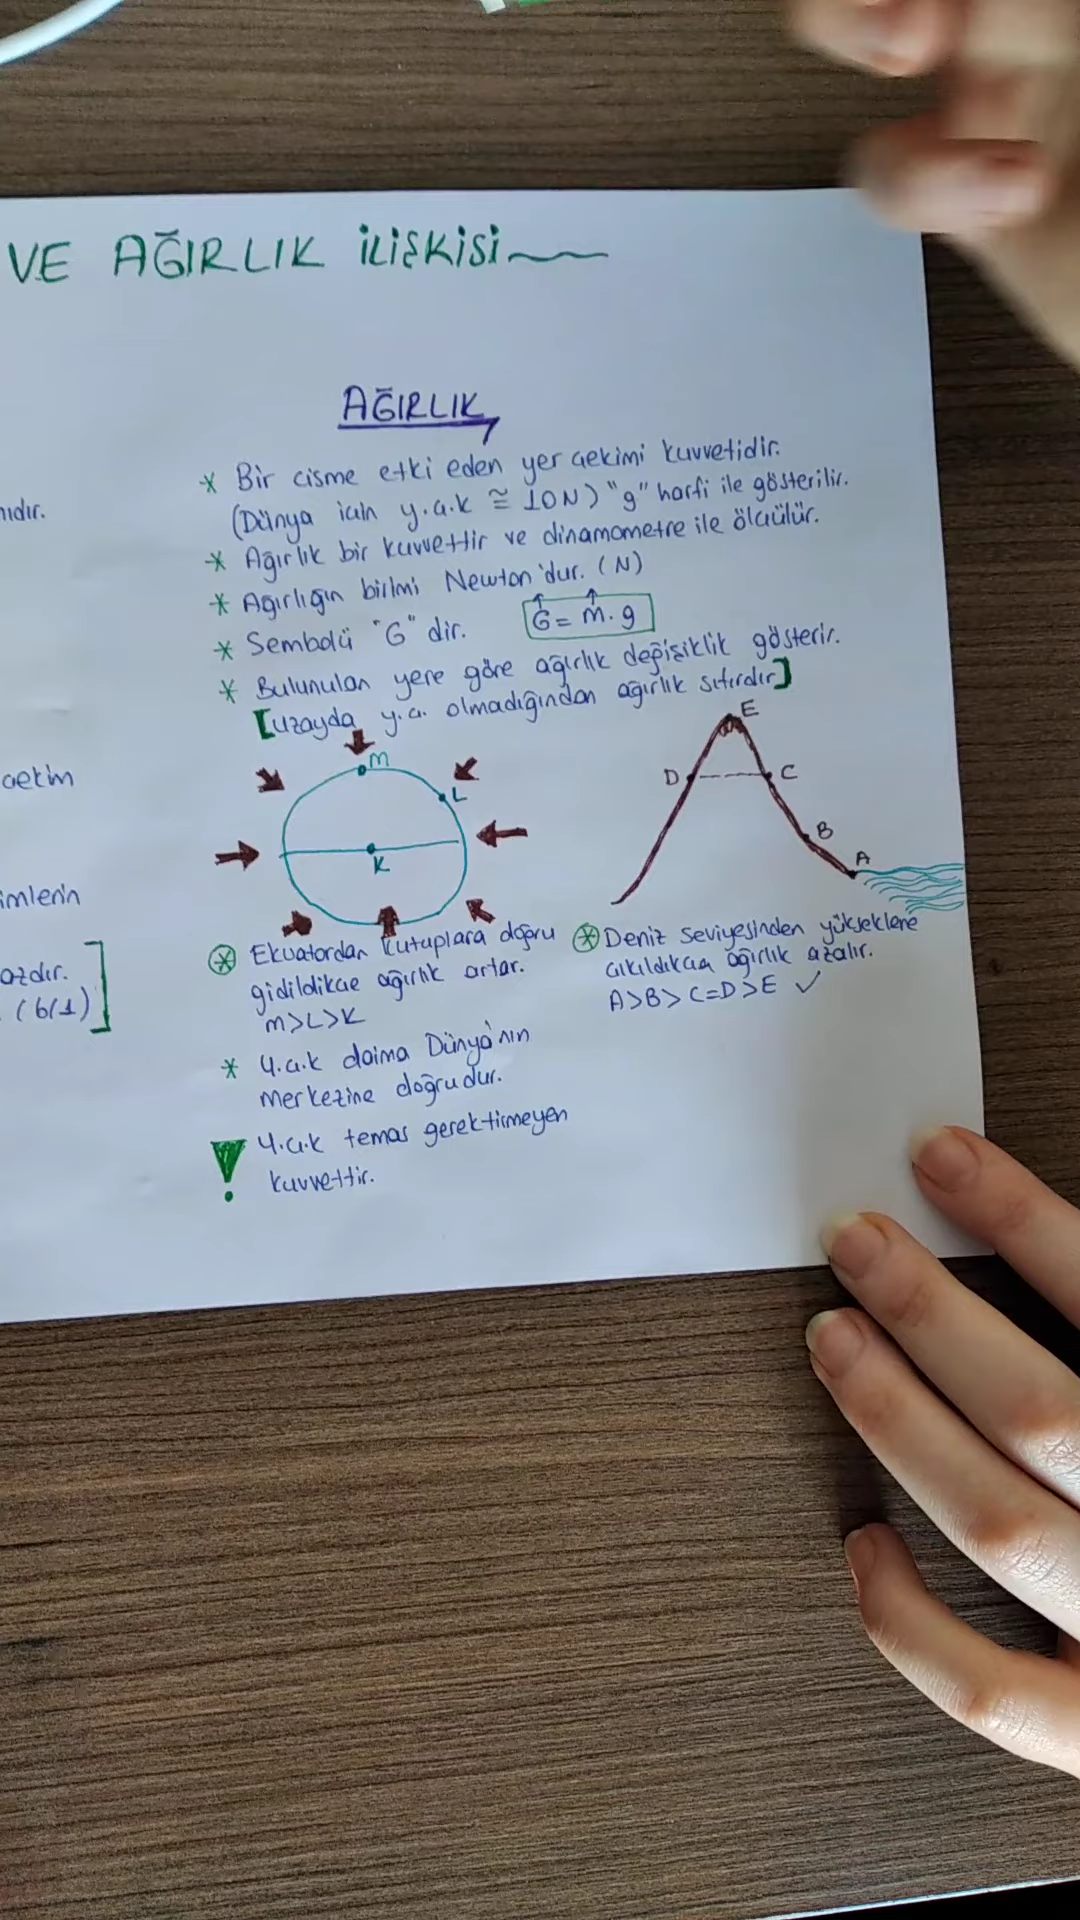 VE AĞIRLIK İLİŞKİSİ
AĞIRLIK
* Bir cisme etki eden yer çekimi kuvvetidir.
(Dünya için y.ç.k ≅ 10N) "g" harfi ile gösterilir.
* Ağırlık bir kuvvettir ve dinamometre ile ölçülür.
* Ağırlığın birimi Newton'dur. (N)
* Sembolü "G" dir.
G = m.g
* Bulunulan yere göre ağırlık değişiklik gösterir.
[Uzayda y.ç. olmadığından ağırlık sıfırdır]
M
L
K
E
D
C
B
A
* Ekvatordan kutuplara doğru
gidildikçe ağırlık artar.
M>L>K
* Y.ç.k daima Dünya'nın
merkezine doğrudur.
! Y.ç.k temas gerektirmeyen
kuvvettir.
* Deniz seviyesinden yükseklere
çıkıldıkça ağırlık azalır.
A>B>C=D>E ✓
mıdır.
çekim
imlerin
azdır.
(6/1)]